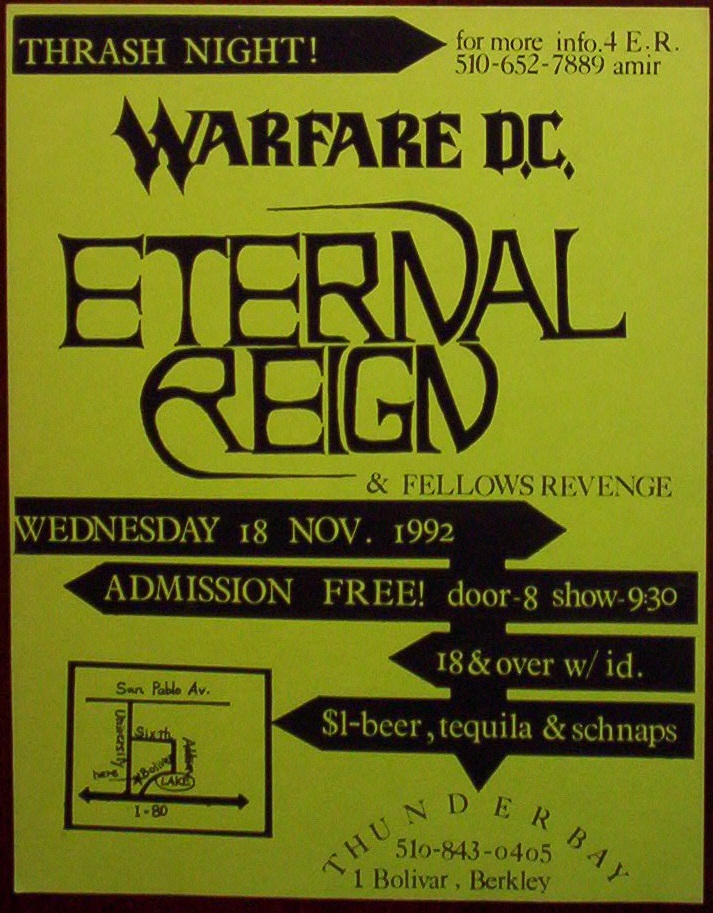 THRASH NIGHT!
for more info.4 E.R.
510-652-7889 amir
WARFARE D.C.
ETERNAL
REIGN
& FELLOWS REVENGE
WEDNESDAY 18 NOV. 1992
ADMISSION FREE! door-8 show-9:30
18 & over w/ id.
$1-beer, tequila & schnaps
San Pablo Av.
University
Sixth
Addison
here
Bolivar
LAKE
I-80
THUNDERBAY
510-843-0405
1 Bolivar, Berkley